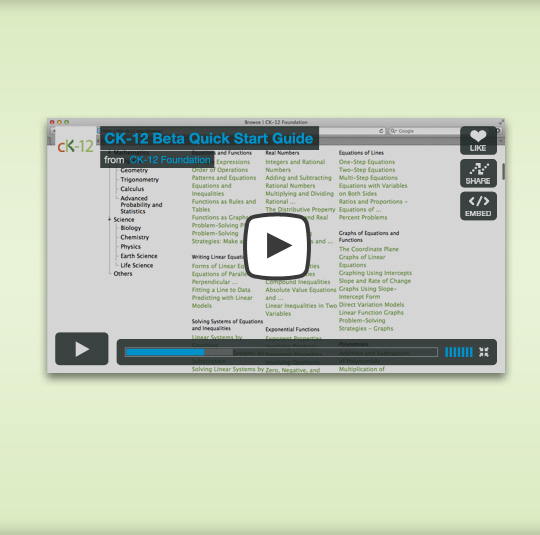 Browse | CK-12 Foundation
Google
CK-12
CK-12 Beta Quick Start Guide
from CK-12 Foundation
LIKE
SHARE
EMBED
Geometry
Trigonometry
Calculus
Advanced
Probability and
Statistics
Science
Biology
Chemistry
Physics
Earth Science
Life Science
Others
and Functions
Expressions
Order of Operations
Patterns and Equations
Equations and
Inequalities
Functions as Rules and
Tables
Functions as Graphs
Problem-Solving
Problem-Solving
Strategies: Make
Writing Linear Equations
Forms of Linear
Equations of Parallel
Perpendicular ...
Fitting a Line to Data
Predicting with Linear
Models
Solving Systems of Equations
and Inequalities
Linear Systems by
Solving Linear Systems by
Real Numbers
Integers and Rational
Numbers
Adding and Subtracting
Rational Numbers
Multiplying and Dividing
Rational ...
The Distributive Property
and Real
and ...
Compound Inequalities
Absolute Value Equations
and ...
Linear Inequalities in Two
Variables
Exponential Functions
Exponent Properties
Zero, Negative, and
Equations of Lines
One-Step Equations
Two-Step Equations
Multi-Step Equations
Equations with Variables
on Both Sides
Ratios and Proportions -
Equations of ...
Percent Problems
Graphs of Equations and
Functions
The Coordinate Plane
Graphs of Linear
Equations
Graphing Using Intercepts
Slope and Rate of Change
Graphs Using Slope-
Intercept Form
Direct Variation Models
Linear Function Graphs
Problem-Solving
Strategies - Graphs
Polynomials
Addition and Subtraction
of Polynomials
Multiplication of